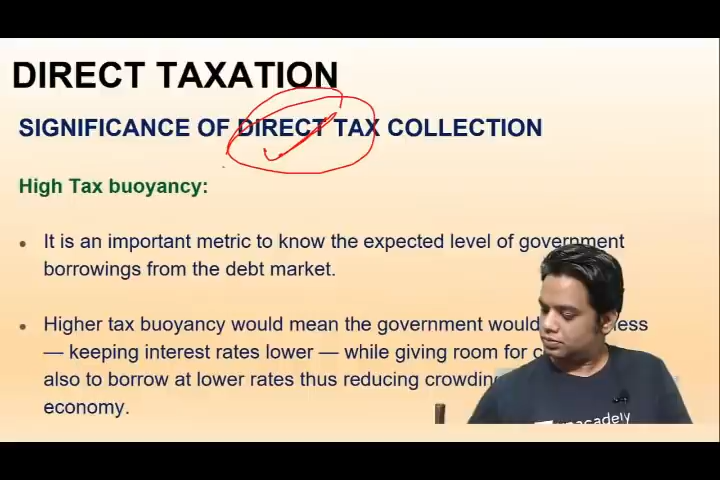 DIRECT TAXATION
SIGNIFICANCE OF DIRECT TAX COLLECTION
High Tax buoyancy:
• It is an important metric to know the expected level of government
borrowings from the debt market.
• Higher tax buoyancy would mean the government would
— keeping interest rates lower — while giving room for
also to borrow at lower rates thus reducing
economy.